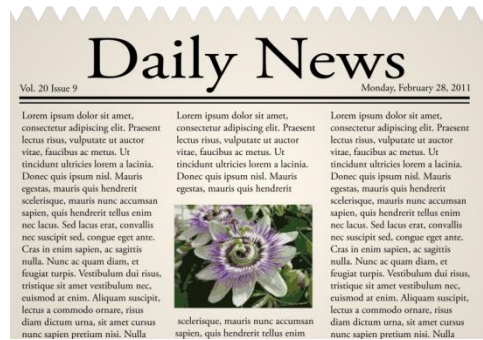 Daily News
Vol. 20 Issue 9
Monday, February 28, 2011
Lorem ipsum dolor sit amet,
consectetur adipiscing elit. Praesent
lectus risus, vulputate ut auctor
vitae, faucibus ac metus. Ut
tincidunt ultricies lorem a lacinia.
Donec quis ipsum nisl. Mauris
egestas, mauris quis hendrerit
scelerisque, mauris nunc accumsan
sapien, quis hendrerit tellus enim
nec lacus. Sed lacus erat, convallis
nec suscipit sed, congue eget ante.
Cras in enim sapien, ac sagittis
nulla. Nunc ac quam diam, et
feugiat turpis. Vestibulum dui risus,
tristique sit amet vestibulum nec,
euismod at enim. Aliquam suscipit,
lectus a commodo ornare, risus
diam dictum urna, sit amet cursus
nunc sapien pretium nisi. Nulla
Lorem ipsum dolor sit amet,
consectetur adipiscing elit. Praesent
lectus risus, vulputate ut auctor
vitae, faucibus ac metus. Ut
tincidunt ultricies lorem a lacinia.
Donec quis ipsum nisl. Mauris
egestas, mauris quis hendrerit
scelerisque, mauris nunc accumsan
sapien, quis hendrerit tellus enim
Lorem ipsum dolor sit amet,
consectetur adipiscing elit. Praesent
lectus risus, vulputate ut auctor
vitae, faucibus ac metus. Ut
tincidunt ultricies lorem a lacinia.
Donec quis ipsum nisl. Mauris
egestas, mauris quis hendrerit
scelerisque, mauris nunc accumsan
sapien, quis hendrerit tellus enim
nec lacus. Sed lacus erat, convallis
nec suscipit sed, congue eget ante.
Cras in enim sapien, ac sagittis
nulla. Nunc ac quam diam, et
feugiat turpis. Vestibulum dui risus,
tristique sit amet vestibulum nec,
euismod at enim. Aliquam suscipit,
lectus a commodo ornare, risus
diam dictum urna, sit amet cursus
nunc sapien pretium nisi. Nulla